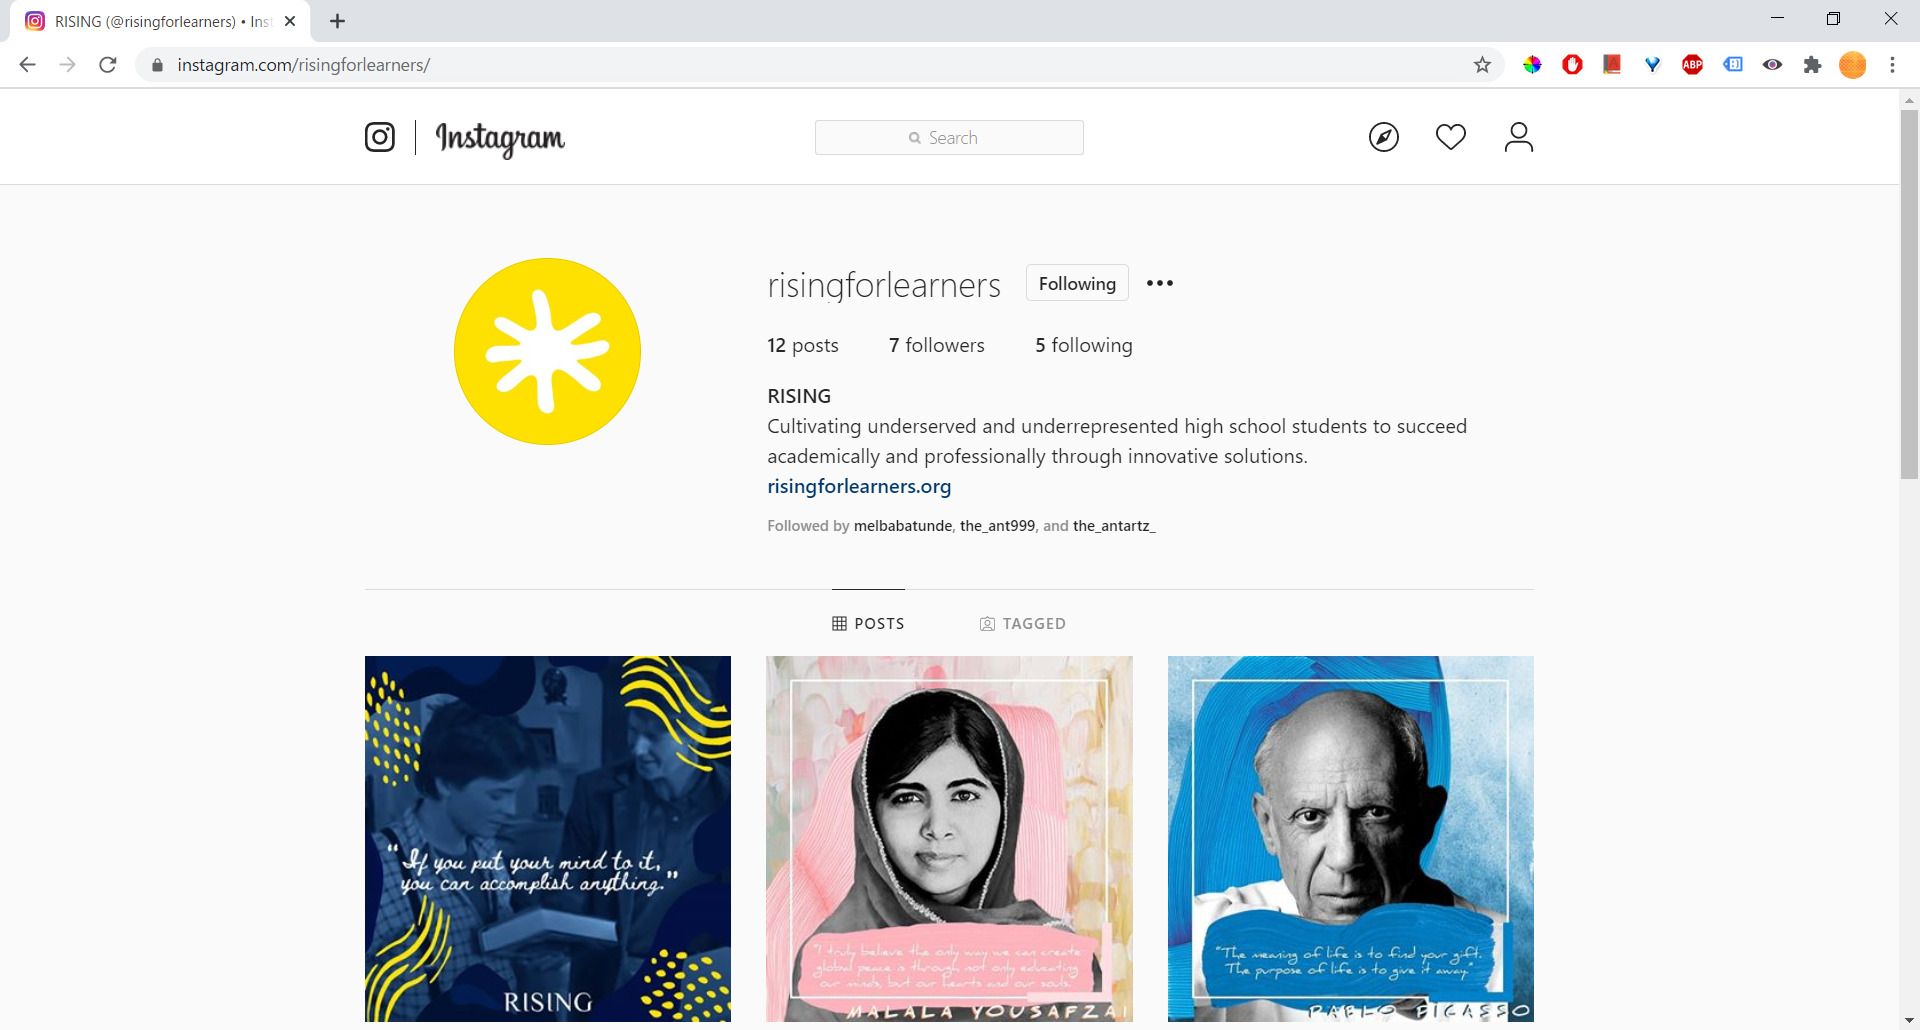 RISING (@risingforlearners) • Inst
instagram.com/risingforlearners/
ABP
Instagram
Search
risingforlearners
Following
12 posts 7 followers 5 following
RISING
Cultivating underserved and underrepresented high school students to succeed
academically and professionally through innovative solutions.
risingforlearners.org
Followed by melbabatunde, the_ant999, and the_antartz_
POSTS TAGGED
"If you put your mind to it,
you can accomplish anything."
RISING
"I truly believe the only way we can create
global peace is through not only educating
our minds, but our hearts and our souls."
MALALA YOUSAFZAI
"The meaning of life is to find your gift.
The purpose of life is to give it away."
PABLO PICASSO